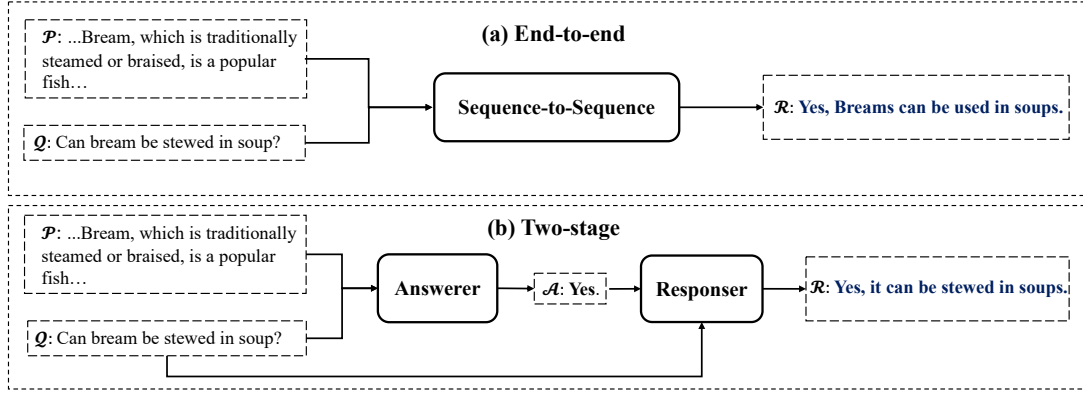 (a) End-to-end
𝒫: ...Bream, which is traditionally
steamed or braised, is a popular
fish…
Sequence-to-Sequence
ℛ: Yes, Breams can be used in soups.
𝒬: Can bream be stewed in soup?
(b) Two-stage
𝒫: ...Bream, which is traditionally
steamed or braised, is a popular
fish…
Answerer
𝒜: Yes.
Responser
ℛ: Yes, it can be stewed in soups.
𝒬: Can bream be stewed in soup?